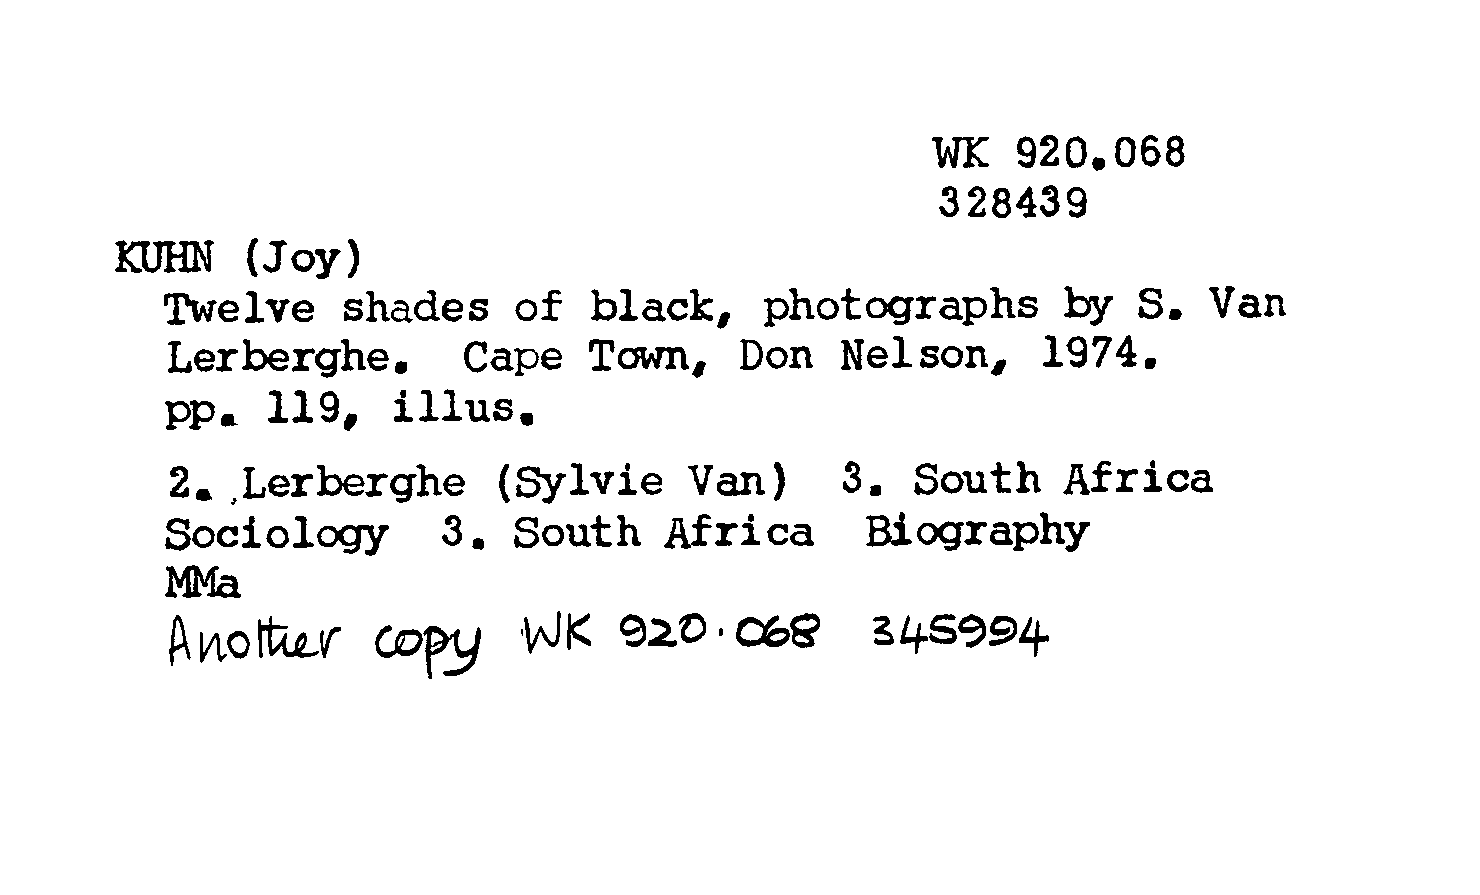 WK 920.068
328439
KUHN (Joy)
Twelve shades of black, photographs by S. Van
Lerberghe. Cape Town, Don Nelson, 1974.
pp. 119, illus.
2. Lerberghe (Sylvie Van) 3. South Africa
Sociology 3. South Africa Biography
MMa
Another copy WK 920.068 345994